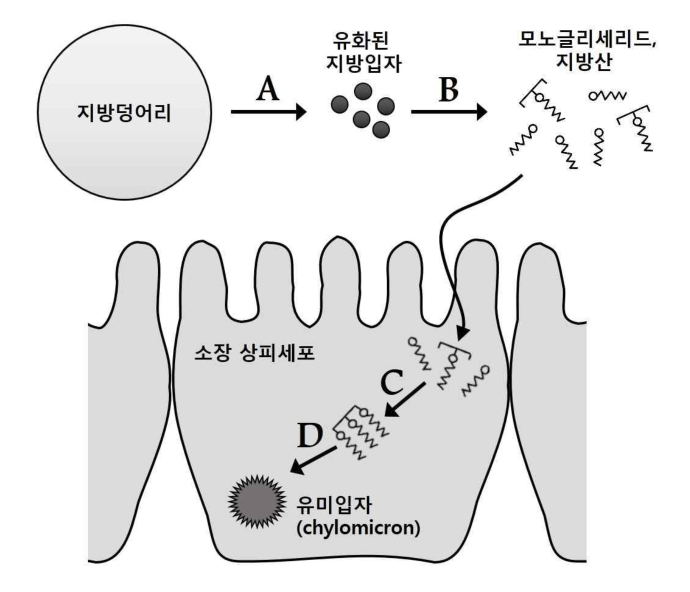 지방덩어리
A
유화된
지방입자
B
모노글리세리드,
지방산
소장 상피세포
C
D
유미입자
(chylomicron)